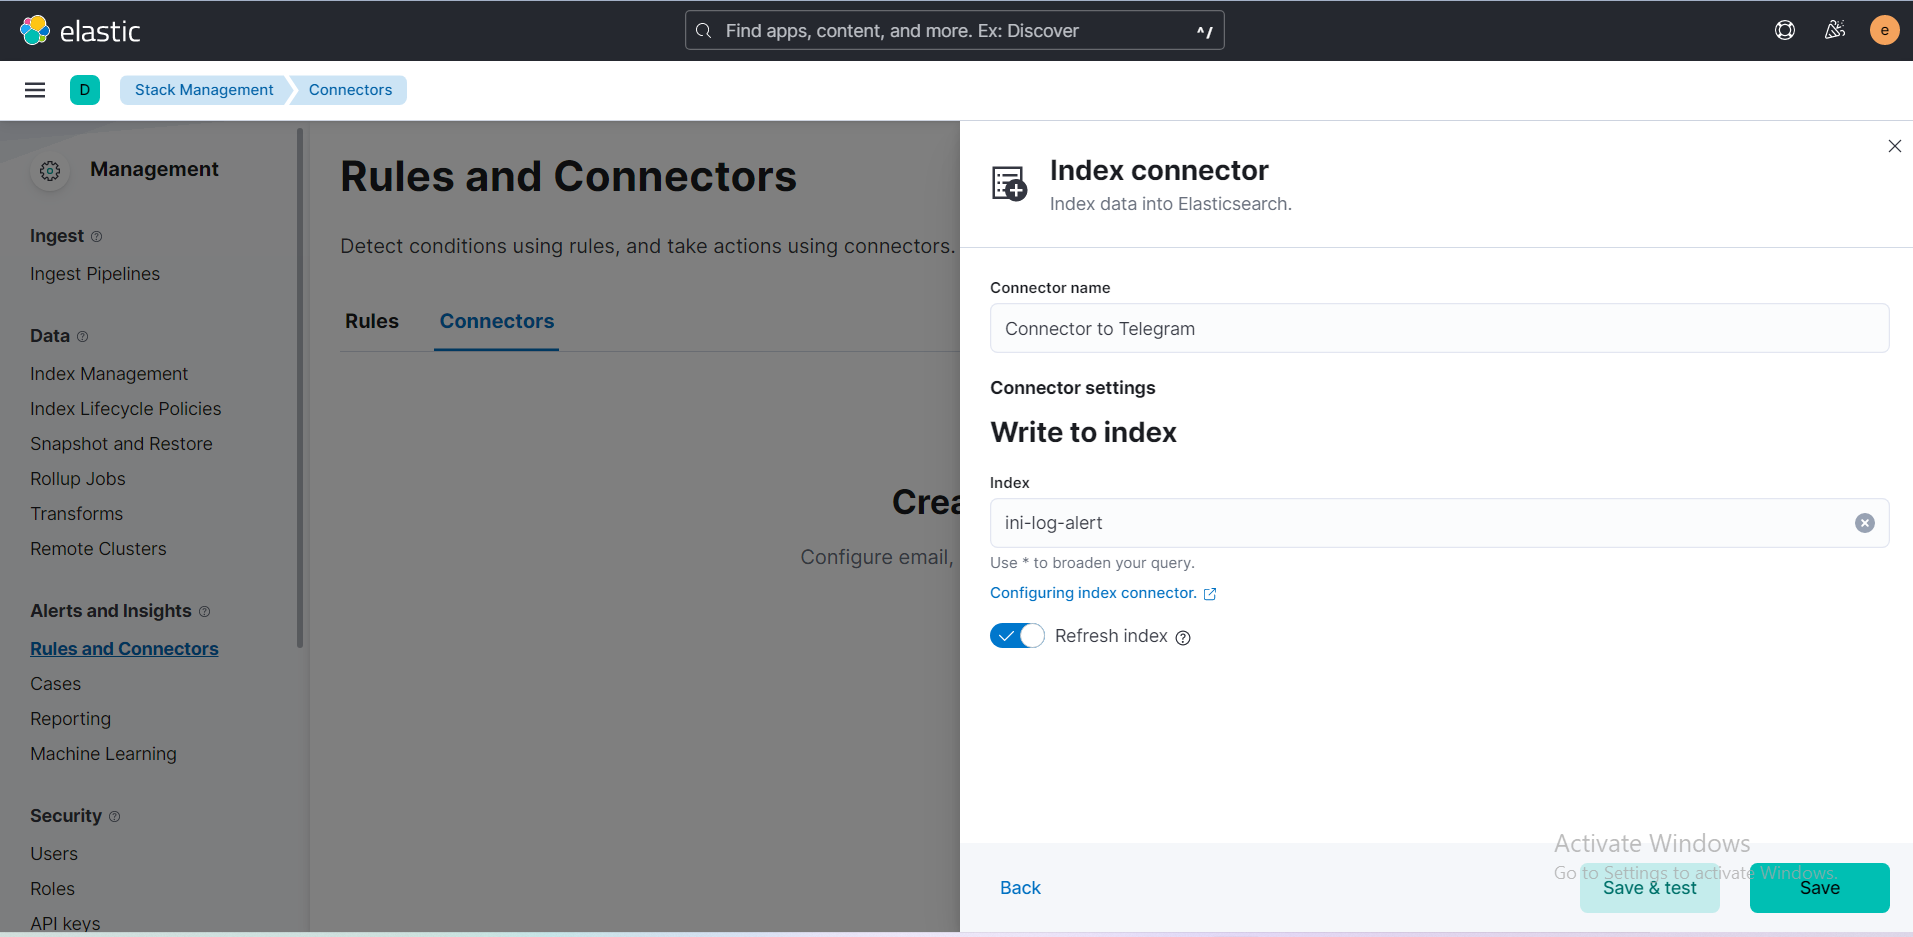 elastic
Find apps, content, and more. Ex: Discover
^/
e
D
Stack Management
Connectors
Management
Ingest
Ingest Pipelines
Data
Index Management
Index Lifecycle Policies
Snapshot and Restore
Rollup Jobs
Transforms
Remote Clusters
Alerts and Insights
Rules and Connectors
Cases
Reporting
Machine Learning
Security
Users
Roles
API keys
Rules and Connectors
Detect conditions using rules, and take actions using connectors.
Rules
Connectors
Crea
Configure email,
Index connector
Index data into Elasticsearch.
Connector name
Connector to Telegram
Connector settings
Write to index
Index
ini-log-alert
Use * to broaden your query.
Configuring index connector.
Refresh index
Activate Windows
Go to Settings to activate Windows.
Back
Save & test
Save